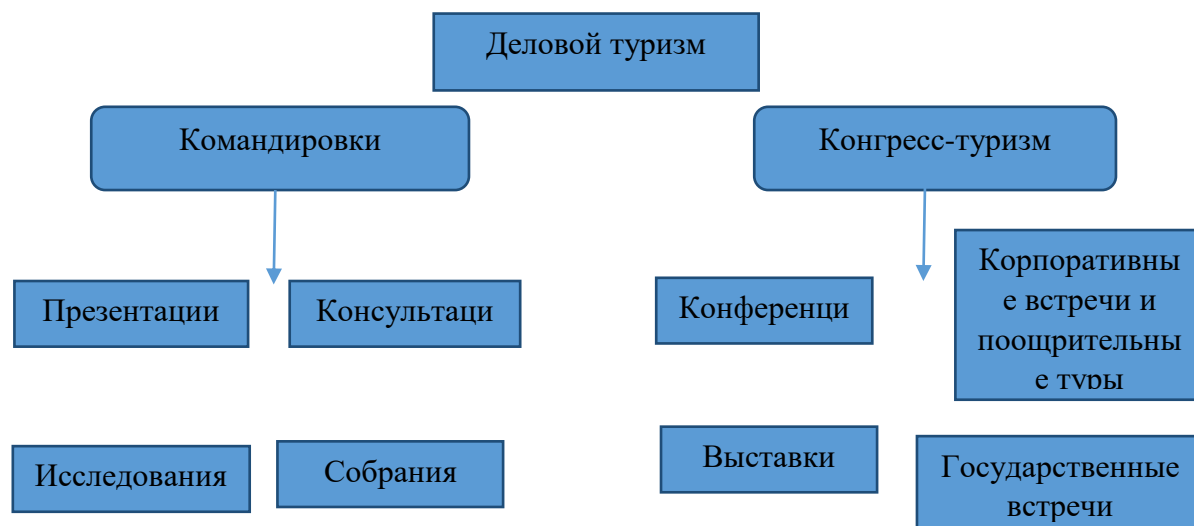 Деловой туризм
Командировки
Конгресс-туризм
Презентации
Консультаци
Конференци
Корпоративны
е встречи и
поощрительны
е туры
Исследования
Собрания
Выставки
Государственные
встречи